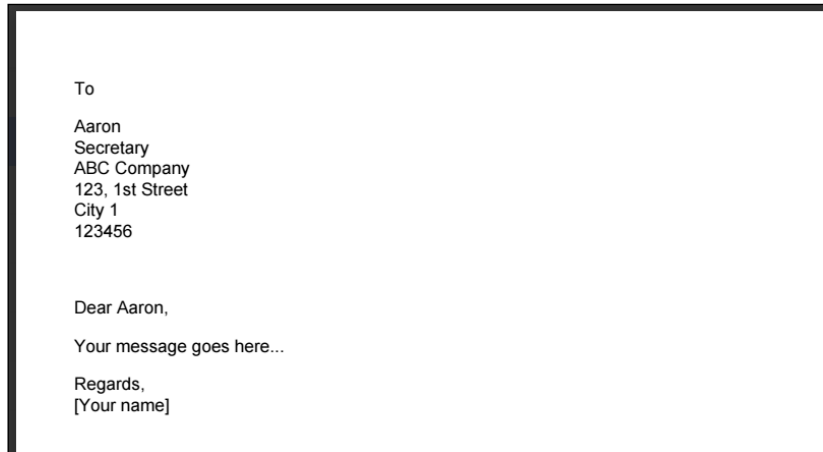 To
Aaron
Secretary
ABC Company
123, 1st Street
City 1
123456
Dear Aaron,
Your message goes here...
Regards,
[Your name]